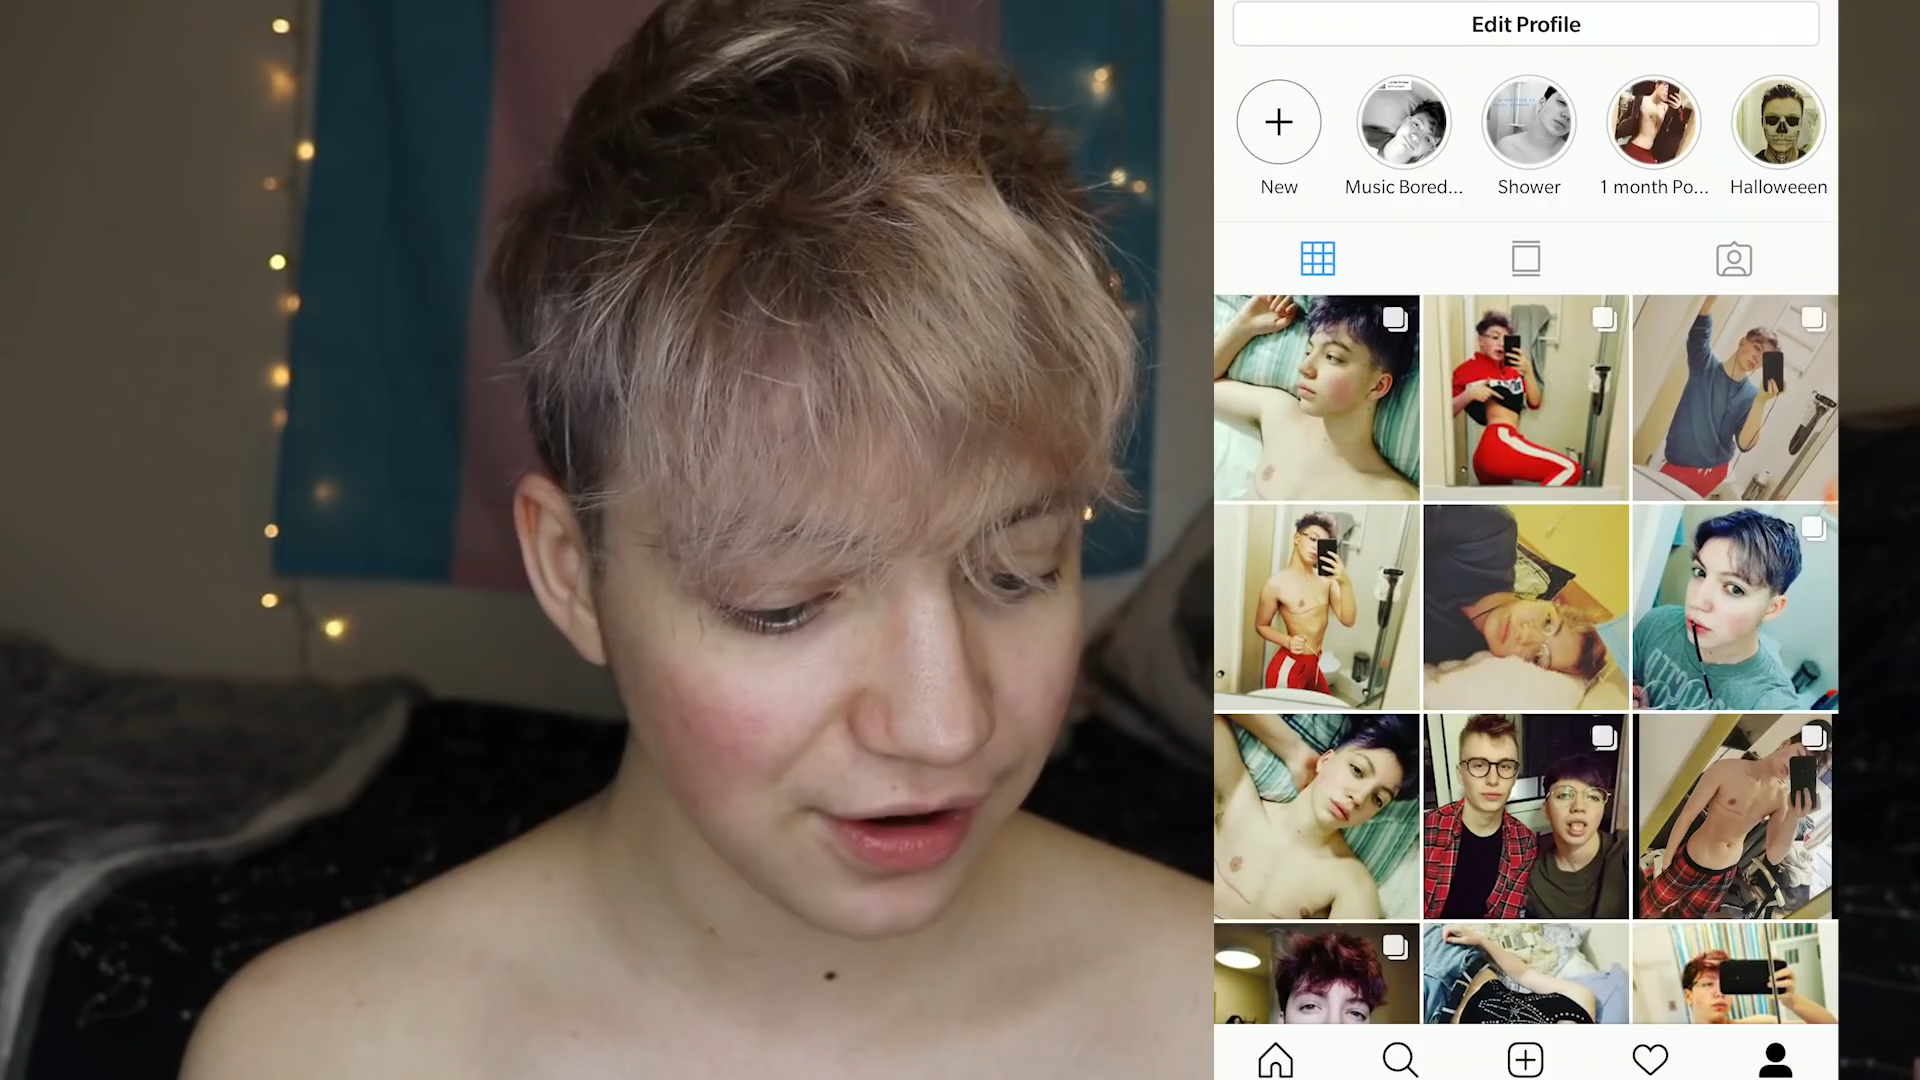 Edit Profile
New
Music Bored...
Shower
1 month Po...
Halloweeen